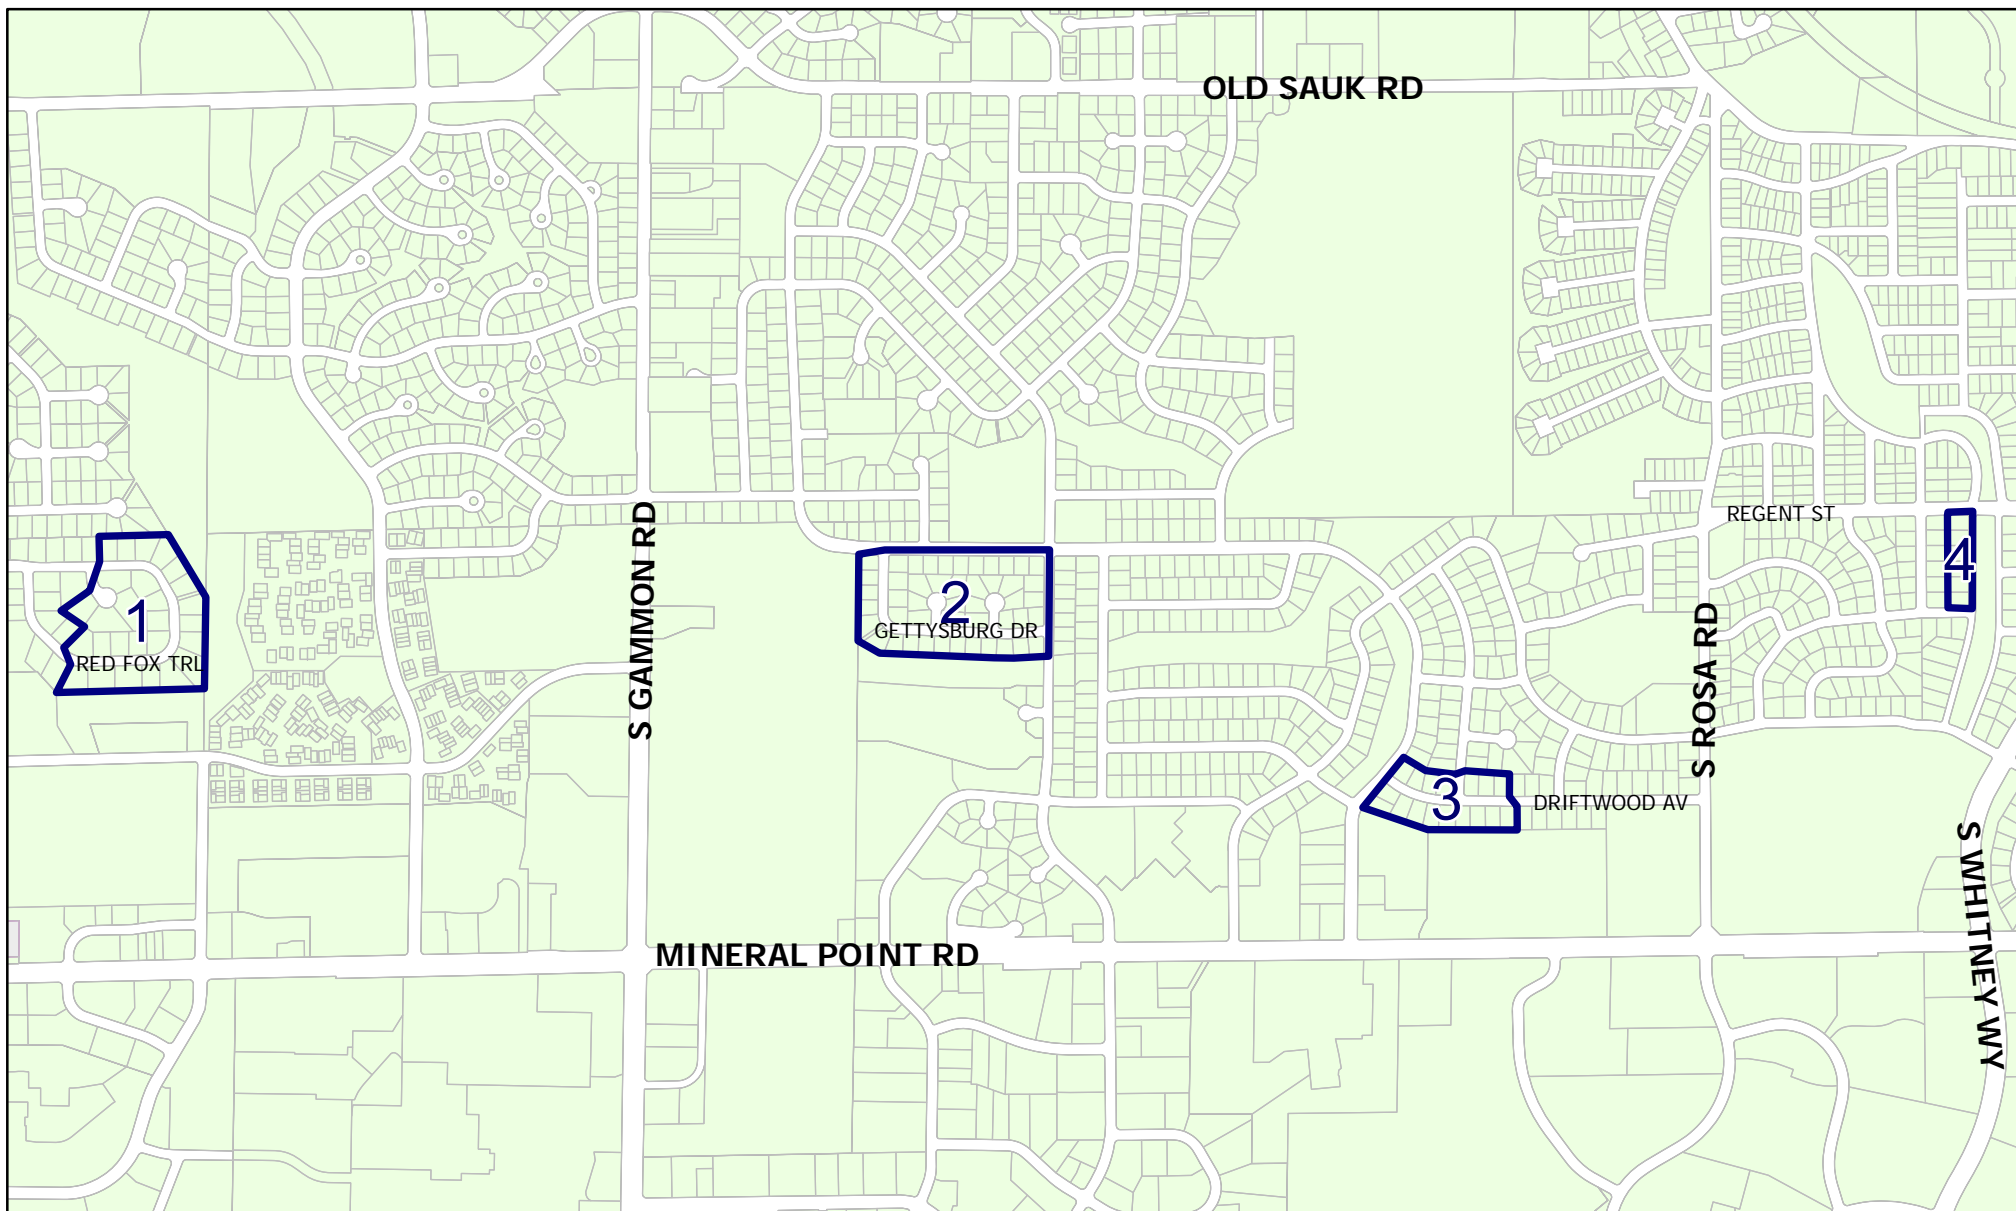 OLD SAUK RD
REGENT ST
S GAMMON RD
4
2
1
GETTYSBURG DR
RED FOX TRL
S ROSA RD
3
DRIFTWOOD AV
S WHITNEY WY
MINERAL POINT RD